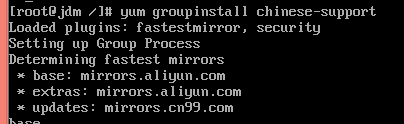 [root@jdm /]# yum groupinstall chinese-support
Loaded plugins: fastestmirror, security
Setting up Group Process
Determining fastest mirrors
* base: mirrors.aliyun.com
* extras: mirrors.aliyun.com
* updates: mirrors.cn99.com
base